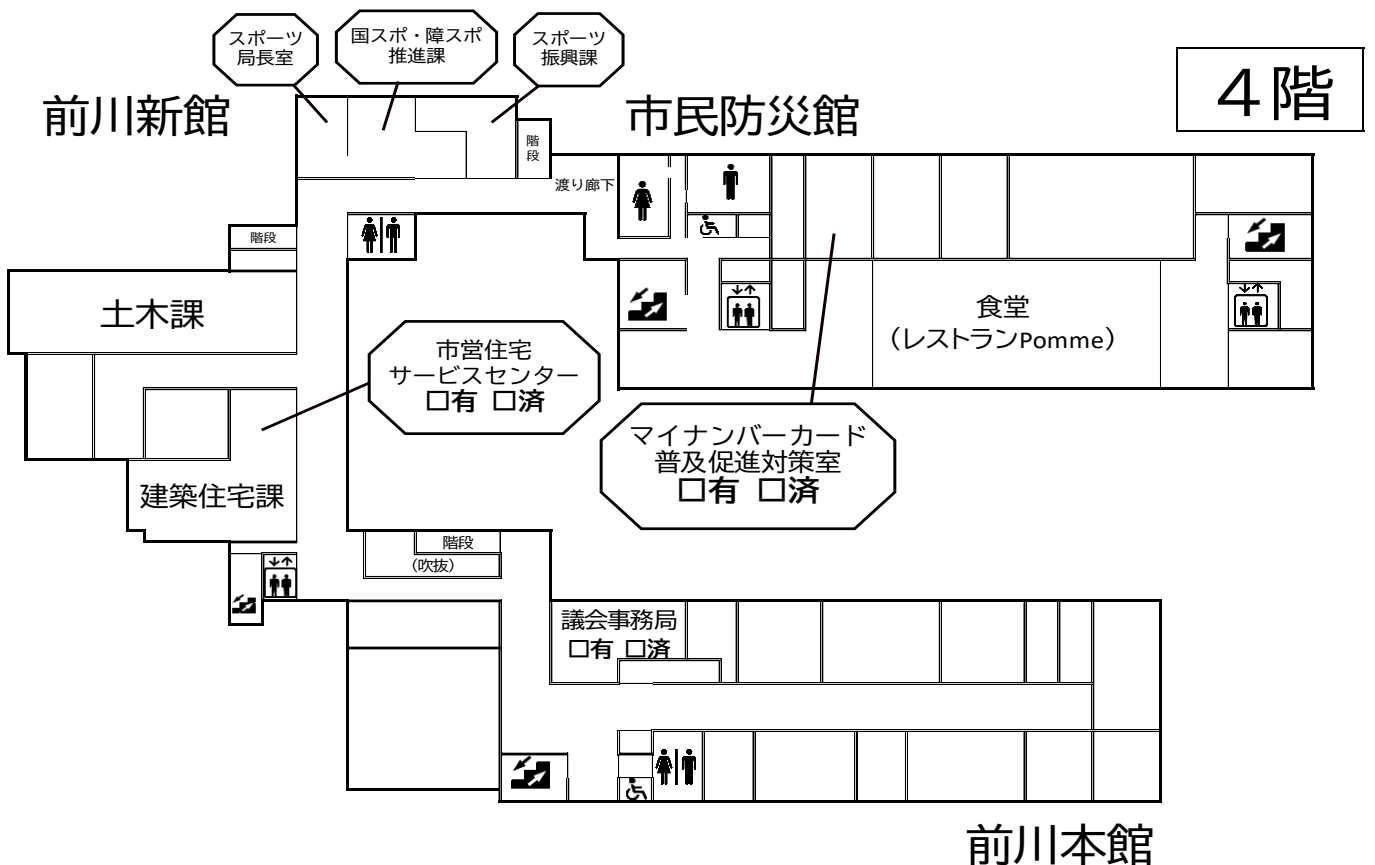 スポーツ
局長室
国スポ・障スポ
推進課
スポーツ
振興課
４階
前川新館
市民防災館
階
段
渡り廊下
階段
土木課
市営住宅
サービスセンター
□有 □済
食堂
（レストランPomme）
マイナンバーカード
普及促進対策室
□有 □済
建築住宅課
階段
（吹抜）
議会事務局
□有 □済
前川本館